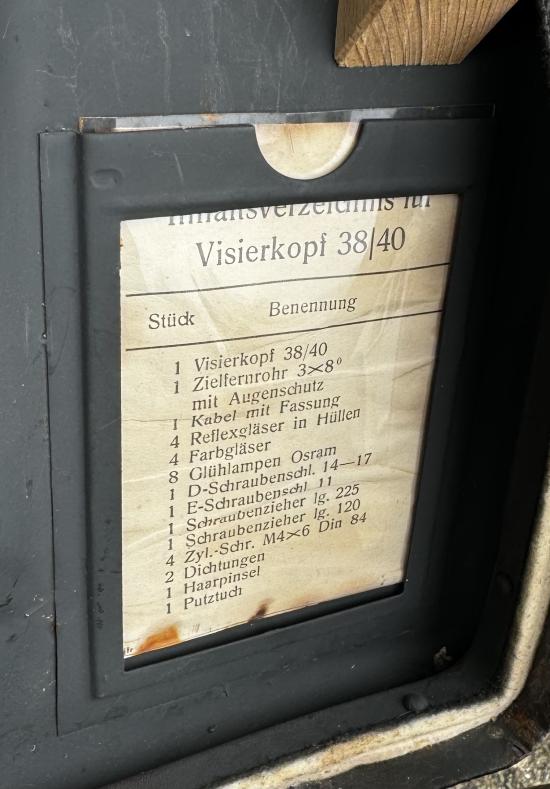 Inhaltsverzeichnis für
Visierkopf 38/40
Stück Benennung
1 Visierkopf 38/40
1 Zielfernrohr 3×8°
mit Augenschutz
1 Kabel mit Fassung
4 Reflexgläser in Hüllen
4 Farbgläser
8 Glühlampen Osram
1 D-Schraubenschl. 14—17
1 E-Schraubenschl 11
1 Schraubenzieher lg. 225
1 Schraubenzieher lg. 120
4 Zyl.-Schr. M4×6 Din 84
2 Dichtungen
1 Haarpinsel
1 Putztuch